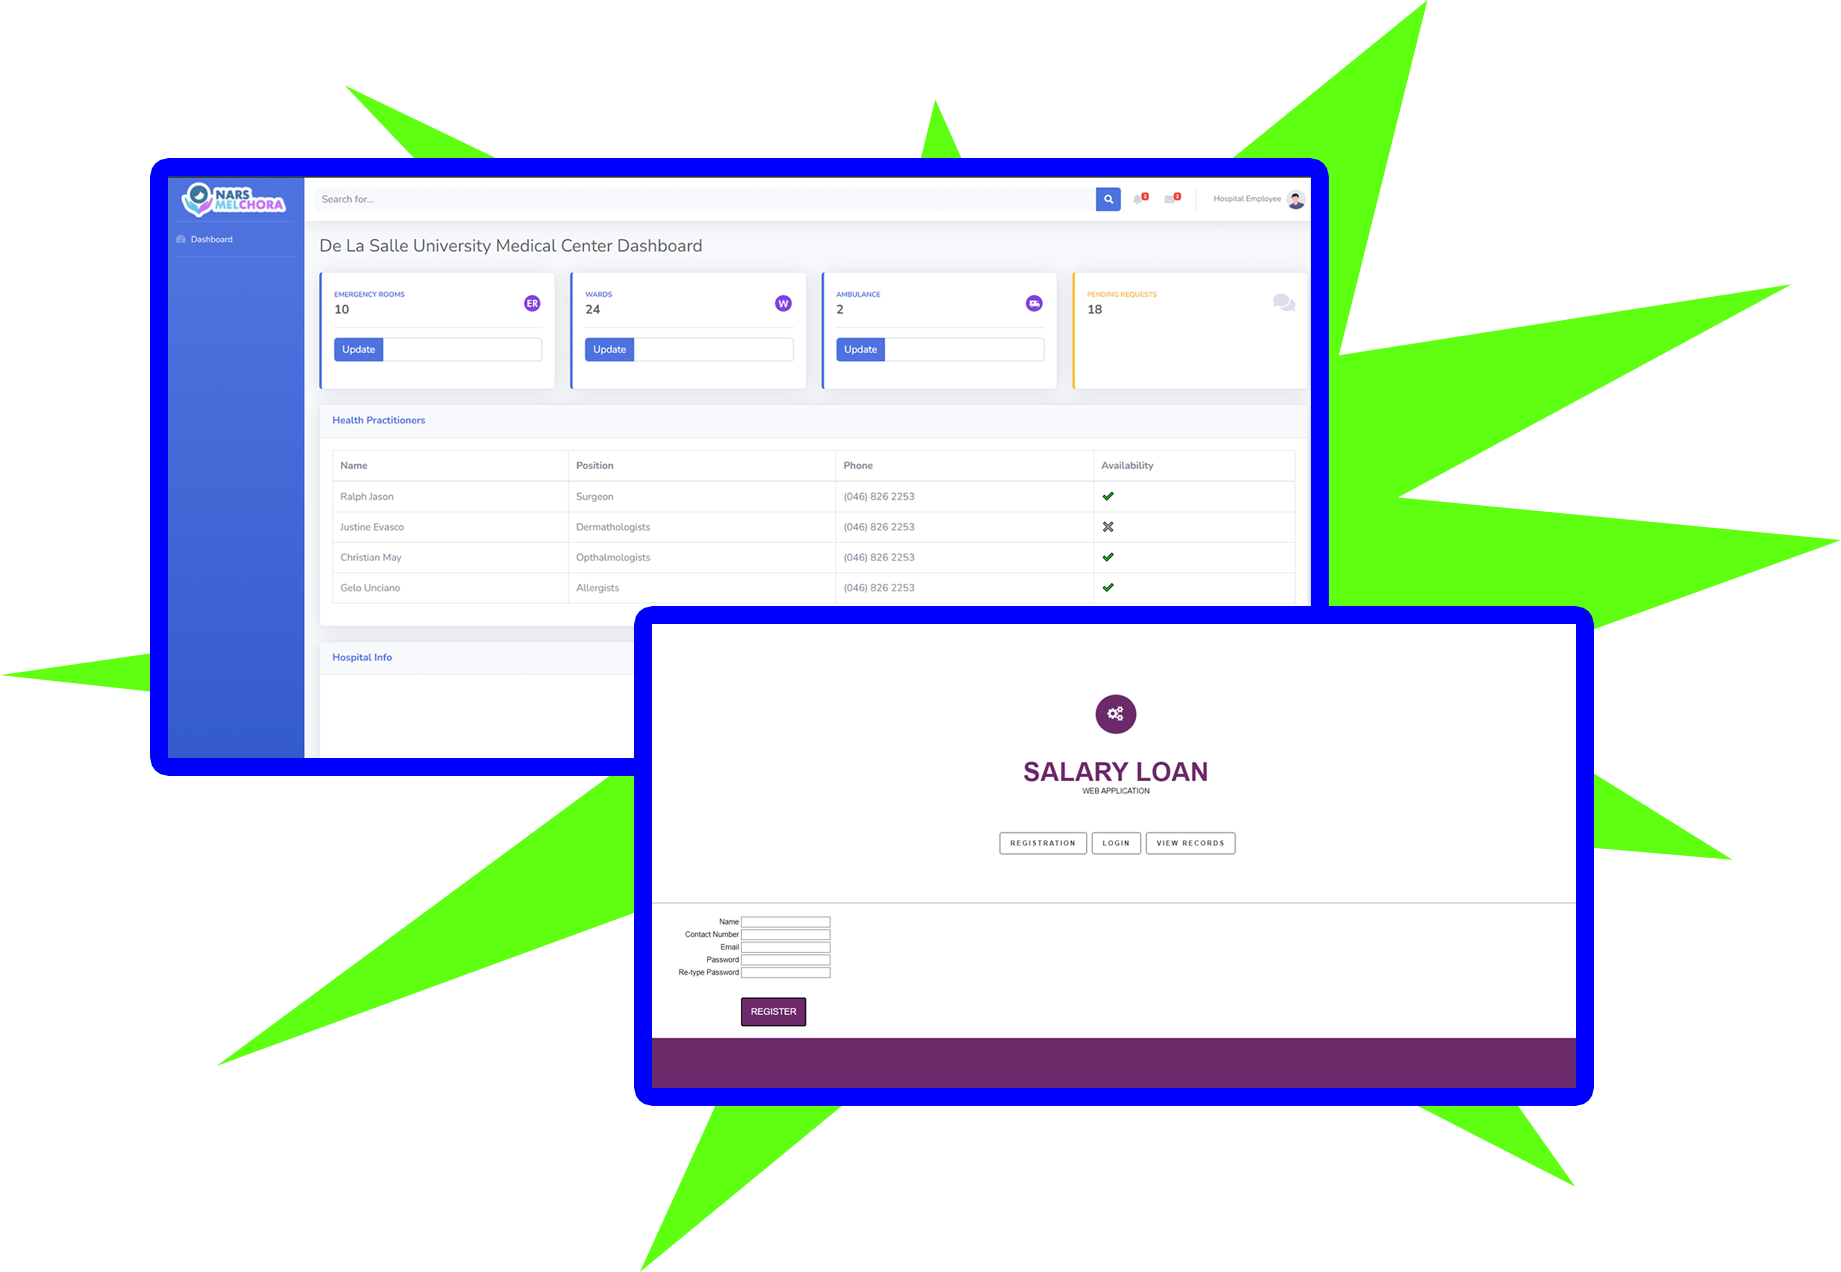 NARS
MELCHORA
Search for...
2
3
Hospital Employee
Dashboard
De La Salle University Medical Center Dashboard
EMERGENCY ROOMS
10
ER
Update
WARDS
24
W
Update
AMBULANCE
2
Update
PENDING REQUESTS
18
Health Practitioners
Name Position Phone Availability
Ralph Jason Surgeon (046) 826 2253
Justine Evasco Dermathologists (046) 826 2253
Christian May Opthalmologists (046) 826 2253
Gelo Unciano Allergists (046) 826 2253
Hospital Info
SALARY LOAN
WEB APPLICATION
REGISTRATION LOGIN VIEW RECORDS
Name
Contact Number
Email
Password
Re-type Password
REGISTER